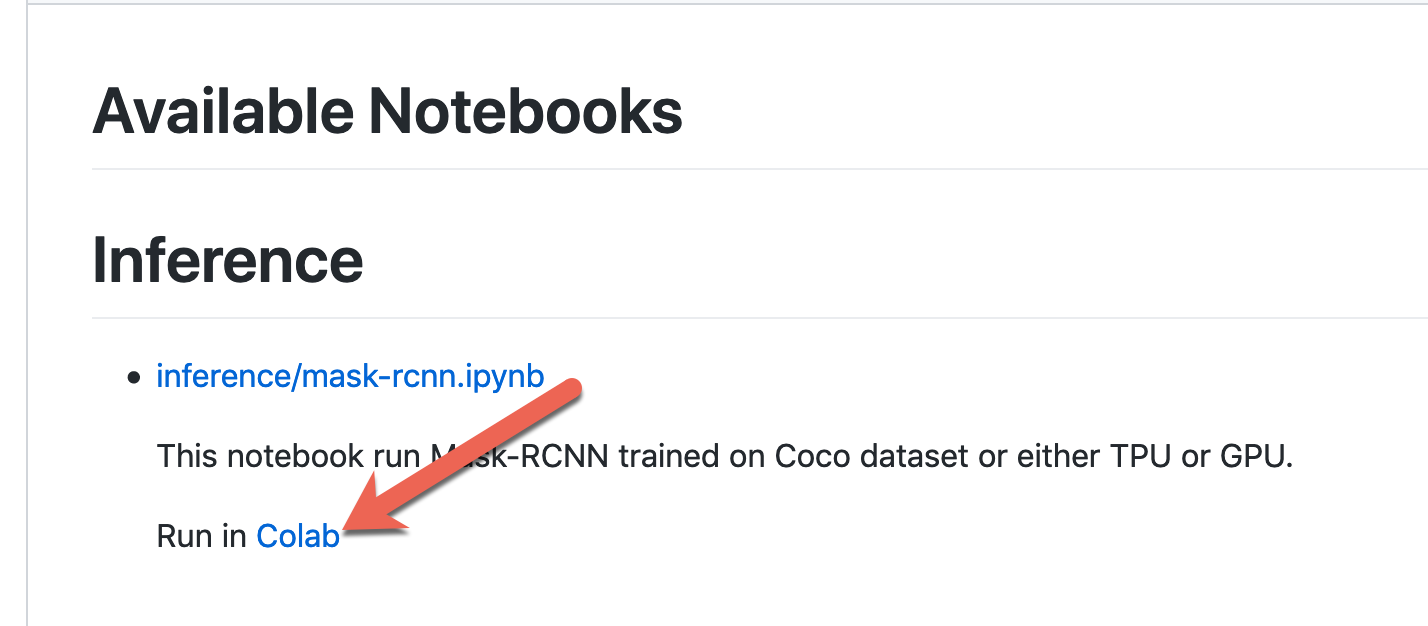 Available Notebooks
Inference
inference/mask-rcnn.ipynb
This notebook run Mask-RCNN trained on Coco dataset or either TPU or GPU.
Run in Colab